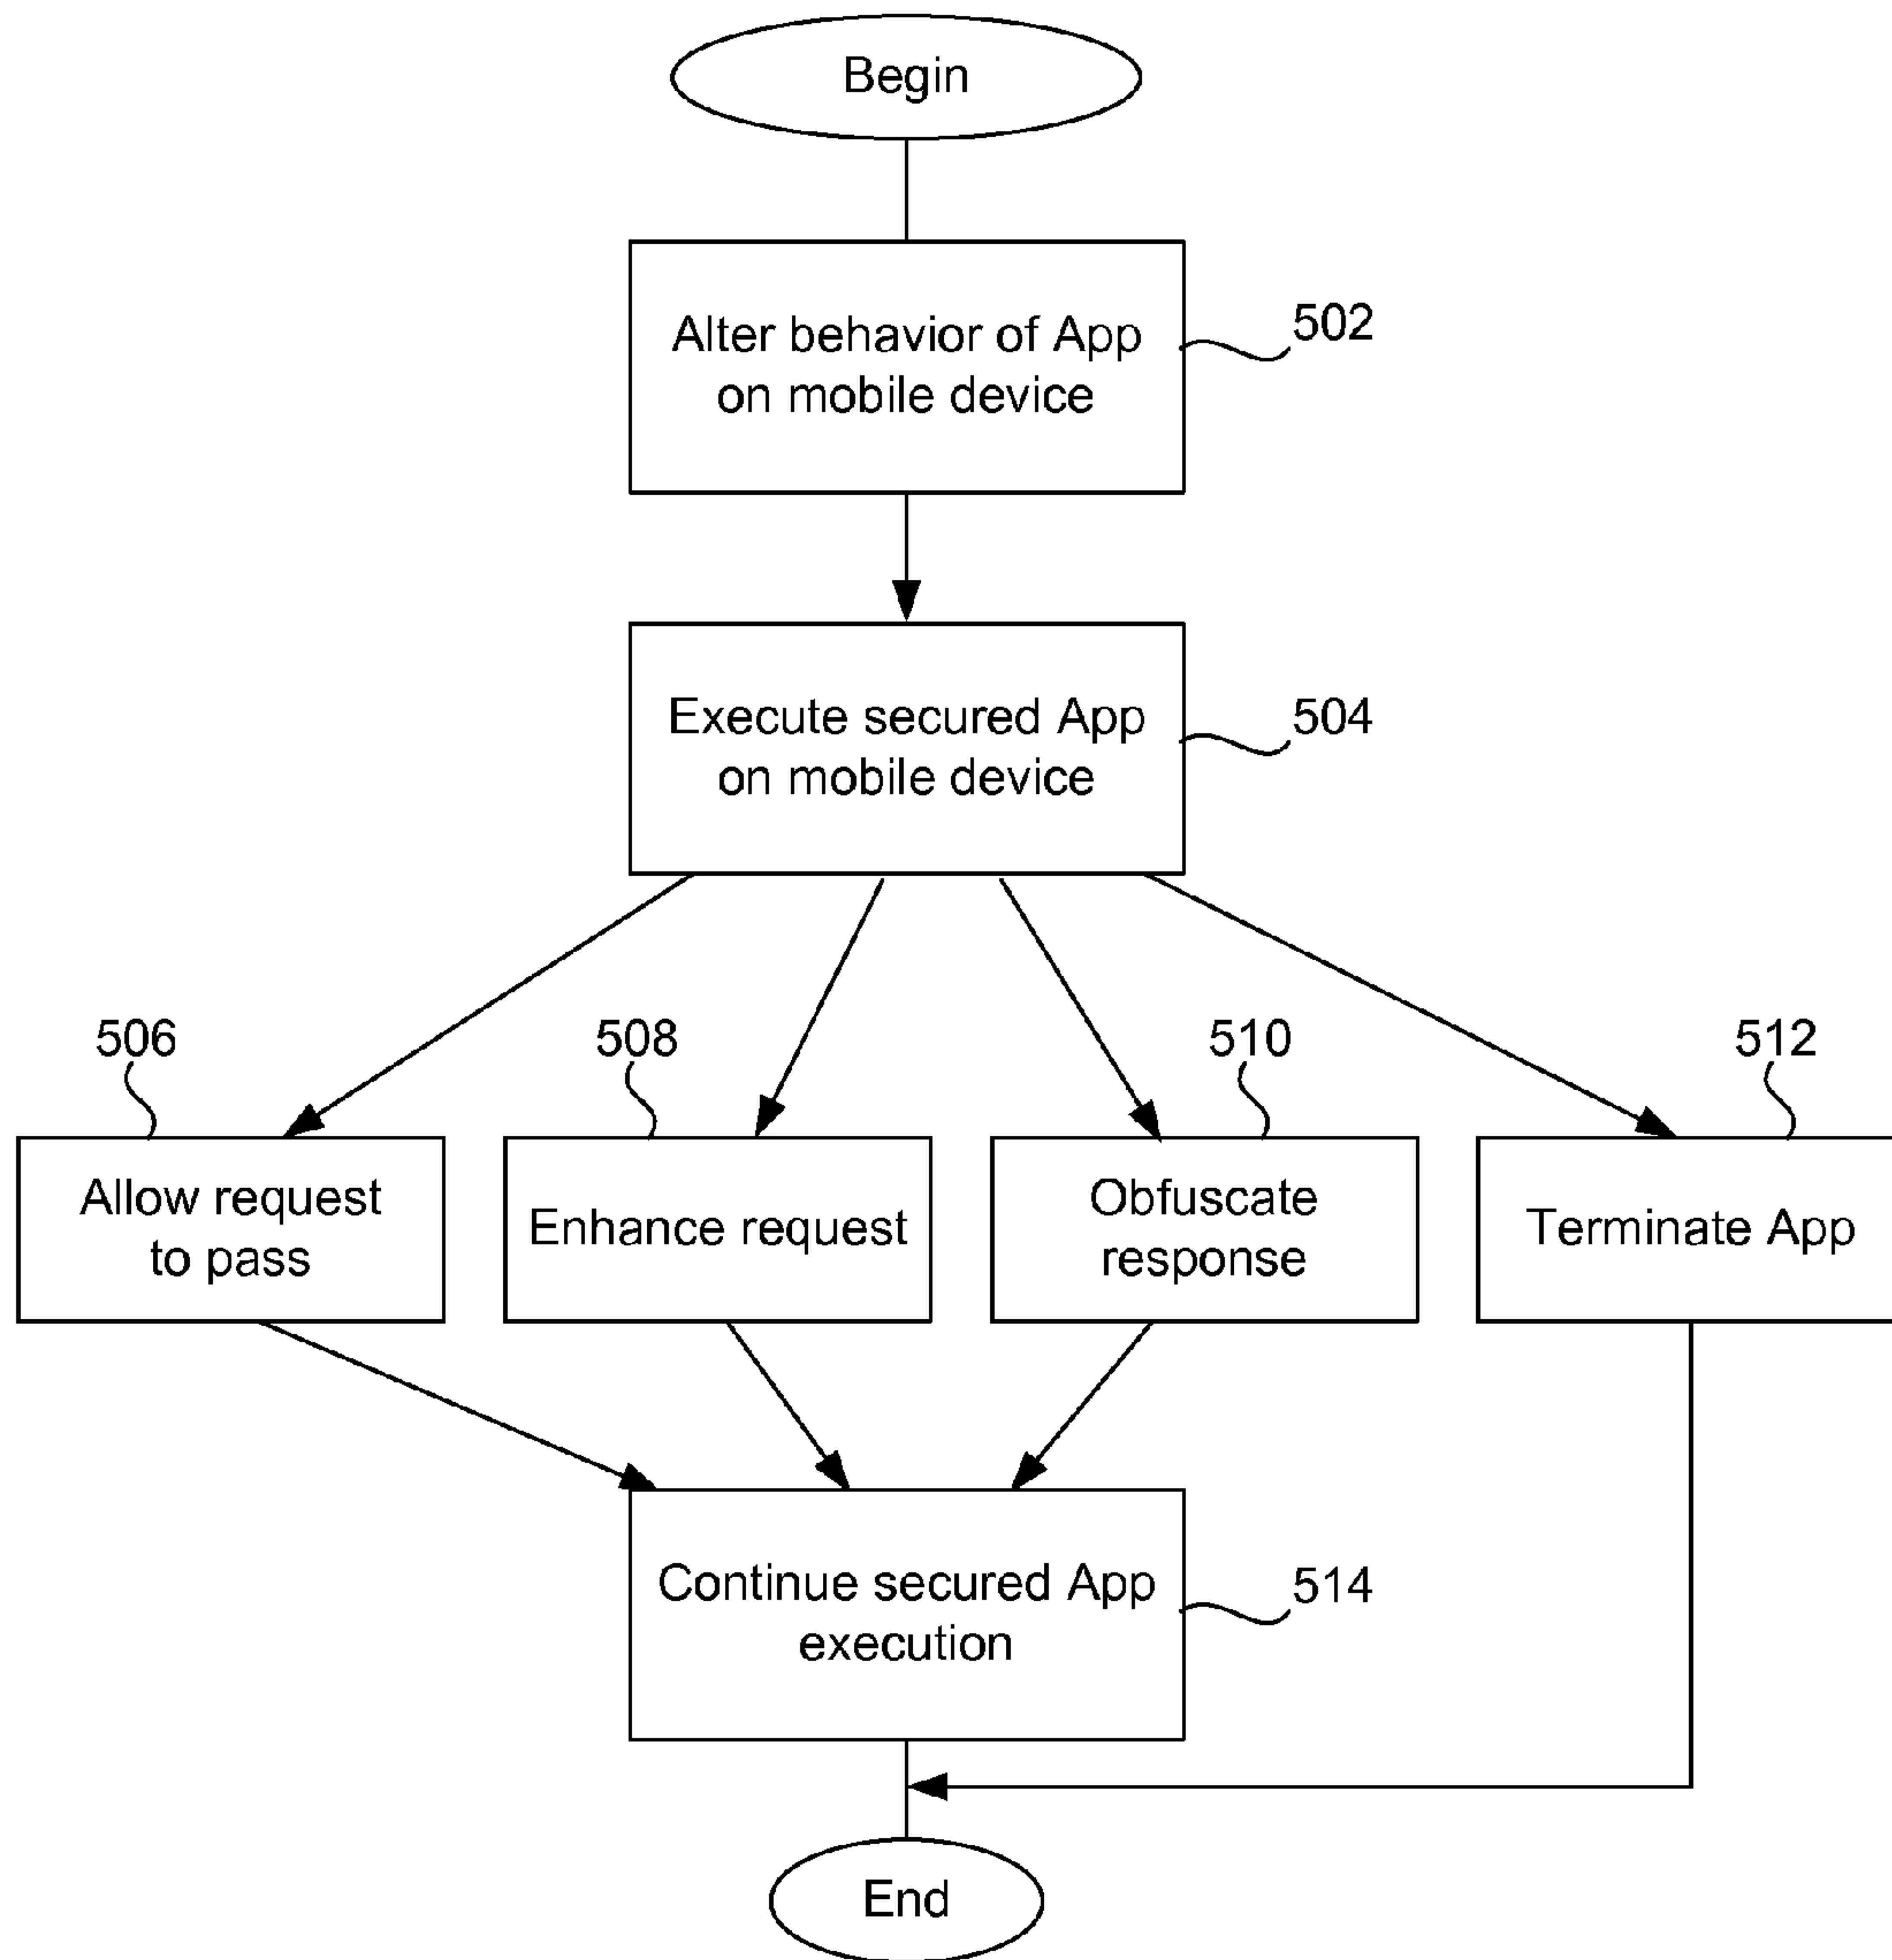 Begin
Alter behavior of App
on mobile device
502
Execute secured App
on mobile device
504
506
508
510
512
Allow request
to pass
Enhance request
Obfuscate
response
Terminate App
Continue secured App
execution
514
End